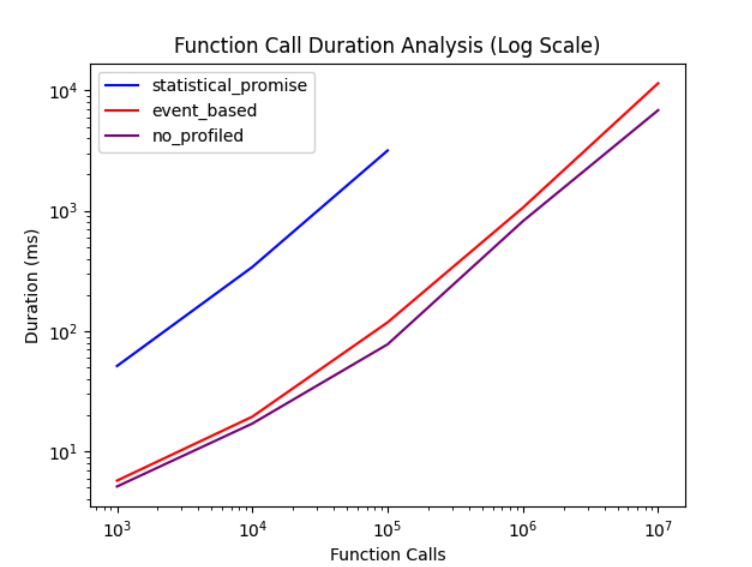 Function Call Duration Analysis (Log Scale)
statistical_promise
event_based
no_profiled
Duration (ms)
10⁴
10³
10²
10¹
10³
10⁴
10⁵
10⁶
10⁷
Function Calls